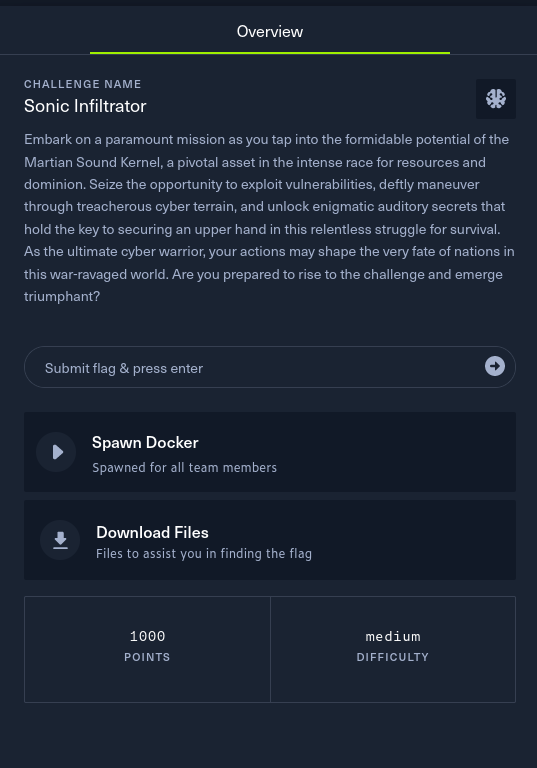 Overview
CHALLENGE NAME
Sonic Infiltrator
Embark on a paramount mission as you tap into the formidable potential of the
Martian Sound Kernel, a pivotal asset in the intense race for resources and
dominion. Seize the opportunity to exploit vulnerabilities, deftly maneuver
through treacherous cyber terrain, and unlock enigmatic auditory secrets that
hold the key to securing an upper hand in this relentless struggle for survival.
As the ultimate cyber warrior, your actions may shape the very fate of nations in
this war-ravaged world. Are you prepared to rise to the challenge and emerge
triumphant?
Submit flag & press enter
Spawn Docker
Spawned for all team members
Download Files
Files to assist you in finding the flag
1000
POINTS
medium
DIFFICULTY